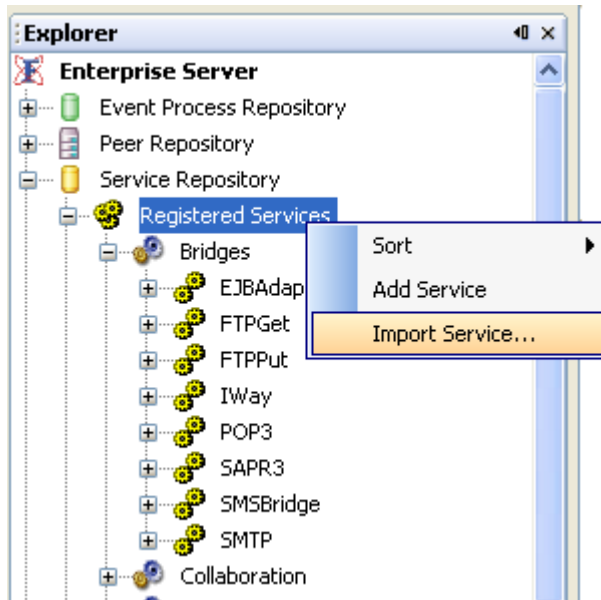 Explorer
Enterprise Server
Event Process Repository
Peer Repository
Service Repository
Registered Services
Bridges
Sort
EJBAdap
Add Service
FTPGet
Import Service...
FTPPut
IWay
POP3
SAPR3
SMSBridge
SMTP
Collaboration